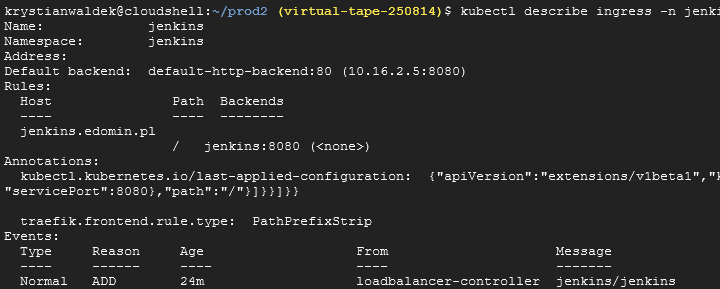 krystianwaldek@cloudshell:~/prod2 (virtual-tape-250814)$ kubectl describe ingress -n jenki
Name: jenkins
Namespace: jenkins
Address:
Default backend: default-http-backend:80 (10.16.2.5:8080)
Rules:
Host Path Backends
---- ---- --------
jenkins.edomin.pl
/ jenkins:8080 (<none>)
Annotations:
kubectl.kubernetes.io/last-applied-configuration: {"apiVersion":"extensions/v1beta1","k
"servicePort":8080},"path":"/"}]}}]}}
traefik.frontend.rule.type: PathPrefixStrip
Events:
Type Reason Age From Message
---- ------ ---- ---- -------
Normal ADD 24m loadbalancer-controller jenkins/jenkins